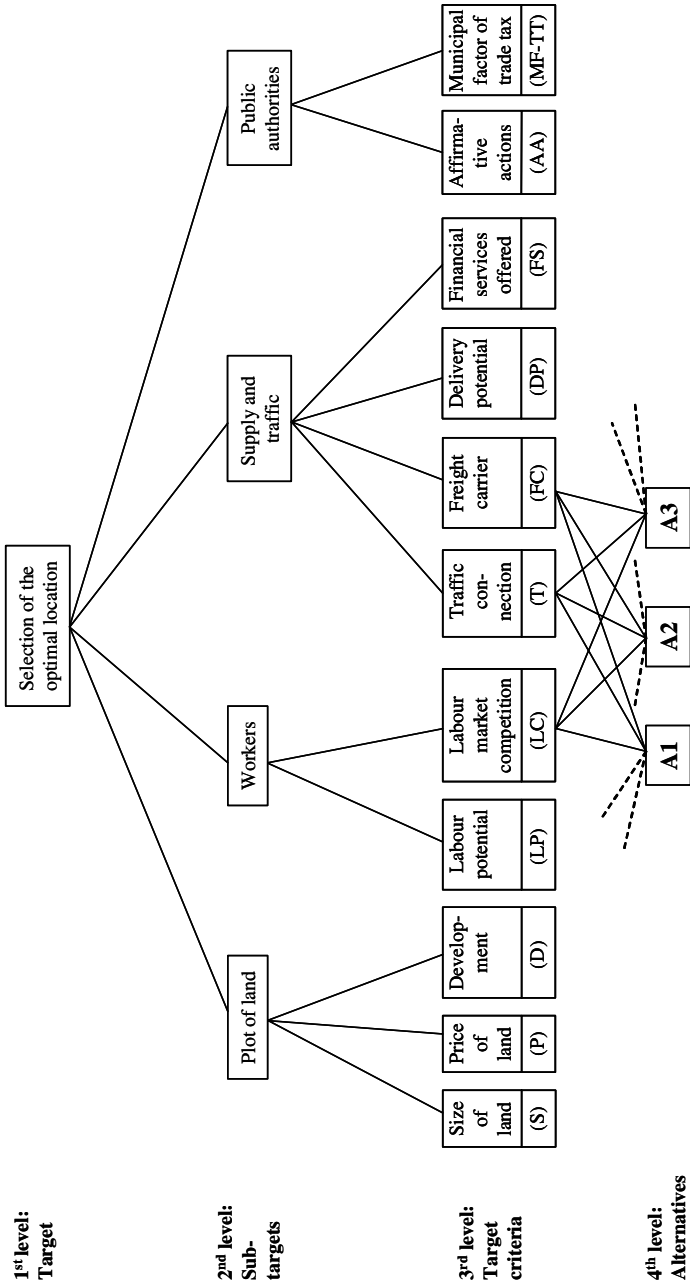 1st level:
Target
Selection of the
optimal location
2nd level:
Sub-
targets
Plot of land
Workers
Supply and
traffic
Public
authorities
3rd level:
Target
criteria
Size
of
land
(S)
Price
of
land
(P)
Develop-
ment
(D)
Labour
potential
(LP)
Labour
market
competition
(LC)
Traffic
con-
nection
(T)
Freight
carrier
(FC)
Delivery
potential
(DP)
Financial
services
offered
(FS)
Affirma-
tive
actions
(AA)
Municipal
factor of
trade tax
(MF-TT)
4th level:
Alternatives
A1
A2
A3